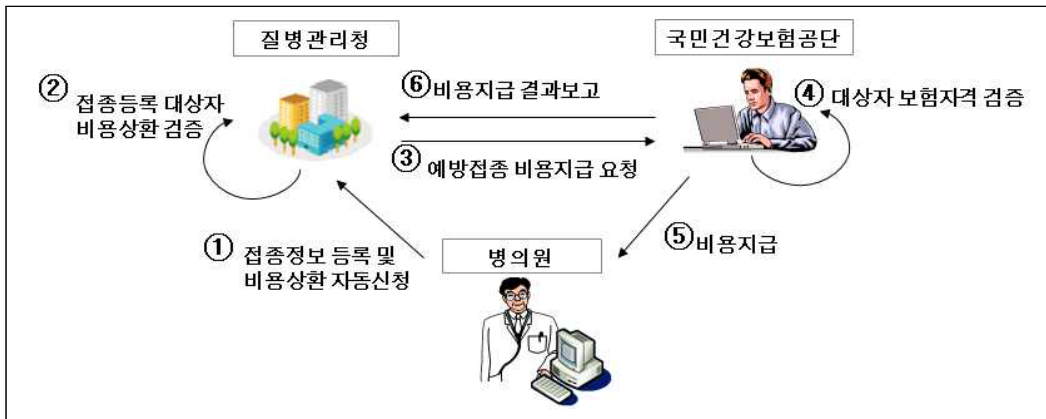 질병관리청
국민건강보험공단
② 접종등록 대상자
비용상환 검증
⑥ 비용지급 결과보고
④ 대상자 보험자격 검증
③ 예방접종 비용지급 요청
① 접종정보 등록 및
비용상환 자동신청
병의원
⑤ 비용지급